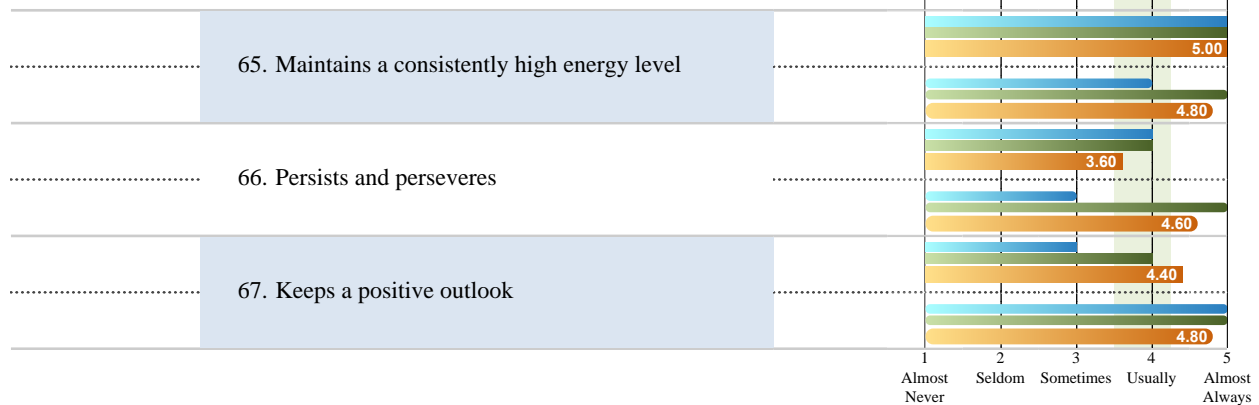 5.00
65. Maintains a consistently high energy level
4.80
3.60
66. Persists and perseveres
4.60
4.40
67. Keeps a positive outlook
4.80
1 2 3 4 5
Almost Seldom Sometimes Usually Almost
Never Always